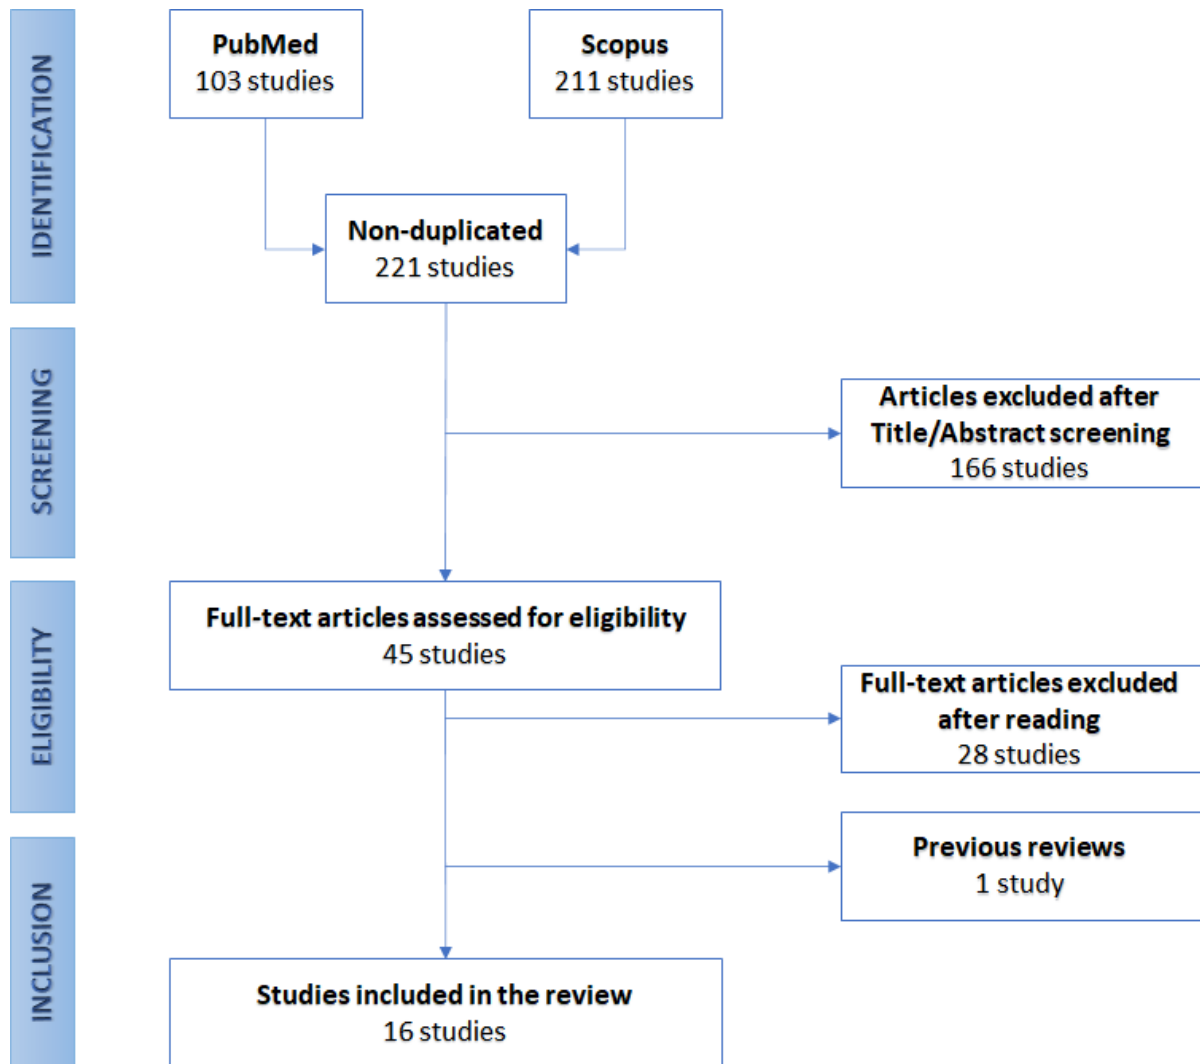 IDENTIFICATION
PubMed
103 studies
Scopus
211 studies
Non-duplicated
221 studies
SCREENING
Articles excluded after
Title/Abstract screening
166 studies
ELIGIBILITY
Full-text articles assessed for eligibility
45 studies
Full-text articles excluded
after reading
28 studies
INCLUSION
Previous reviews
1 study
Studies included in the review
16 studies